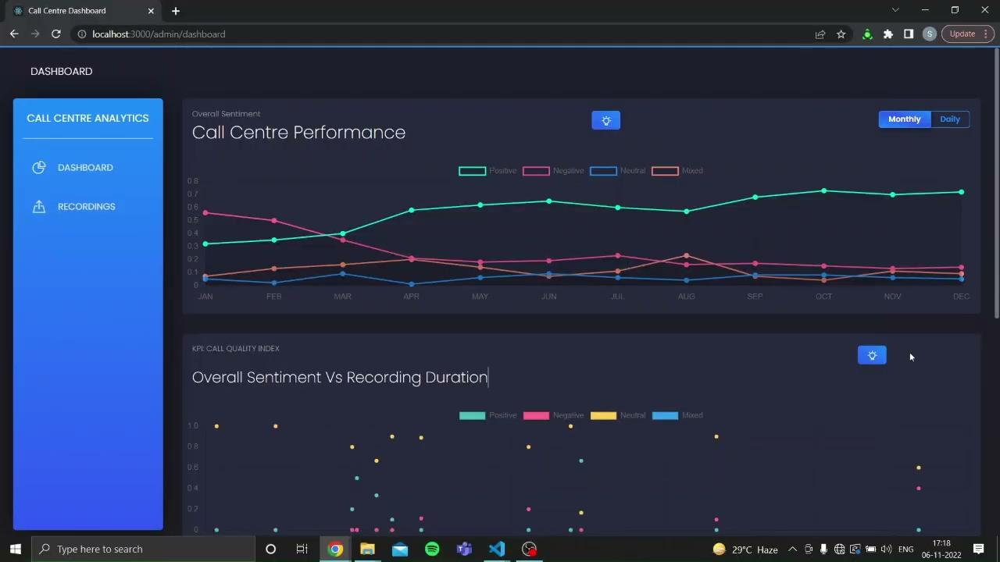 Call Centre Dashboard
localhost:3000/admin/dashboard
S
Update
DASHBOARD
CALL CENTRE ANALYTICS
DASHBOARD
RECORDINGS
Overall Sentiment
Call Centre Performance
Monthly Daily
Positive Negative Neutral Mixed
0.8
0.7
0.6
0.5
0.4
0.3
0.2
0.1
0
JAN FEB MAR APR MAY JUN JUL AUG SEP OCT NOV DEC
KPI: CALL QUALITY INDEX
Overall Sentiment Vs Recording Duration
Positive Negative Neutral Mixed
1.0
0.8
0.6
0.4
0.2
0
Type here to search
29°C Haze
ENG
17:18
06-11-2022